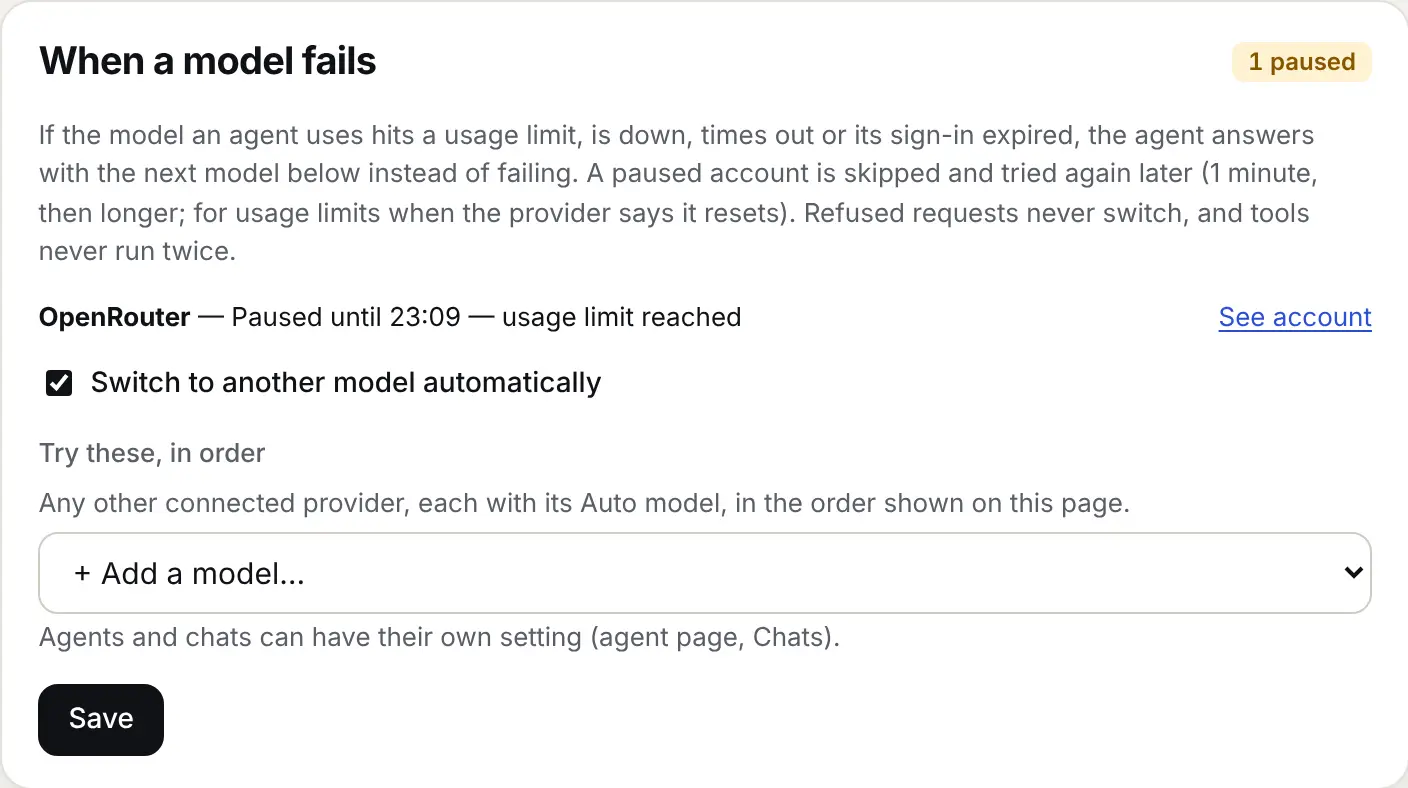 When a model fails
1 paused
If the model an agent uses hits a usage limit, is down, times out or its sign-in expired, the agent answers
with the next model below instead of failing. A paused account is skipped and tried again later (1 minute,
then longer; for usage limits when the provider says it resets). Refused requests never switch, and tools
never run twice.
OpenRouter — Paused until 23:09 — usage limit reached
See account
Switch to another model automatically
Try these, in order
Any other connected provider, each with its Auto model, in the order shown on this page.
+ Add a model...
Agents and chats can have their own setting (agent page, Chats).
Save